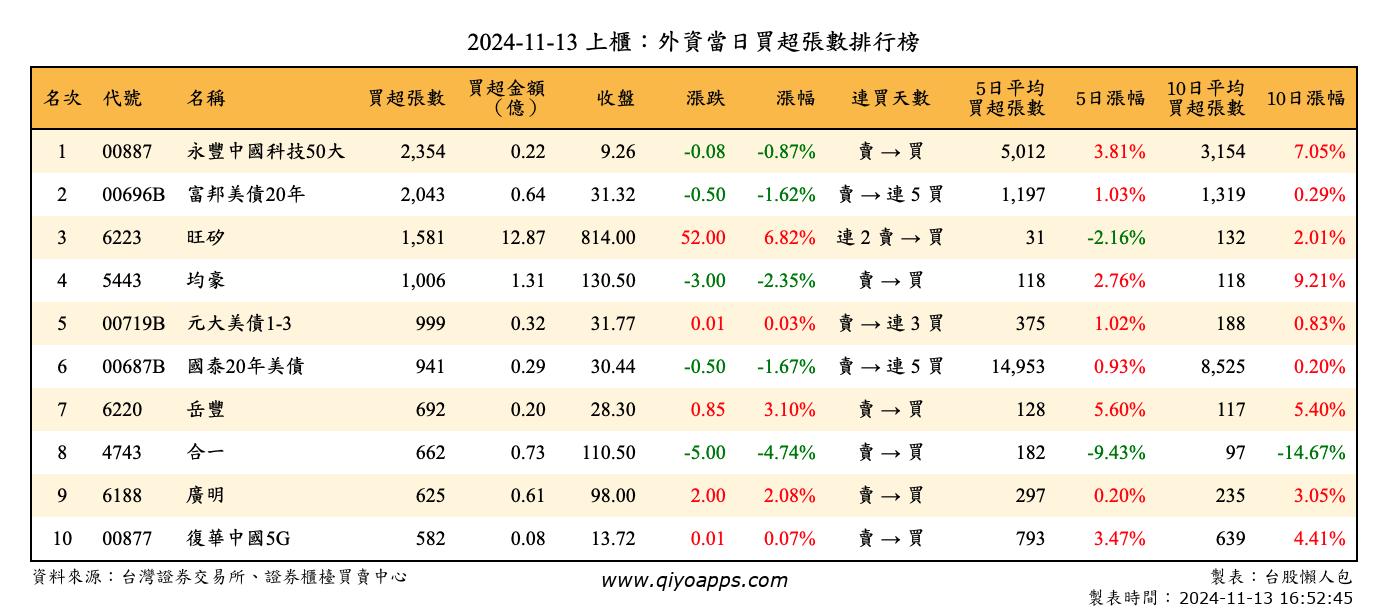 2024-11-13 上櫃：外資當日買超張數排行榜
名次 代號 名稱 買超張數 買超金額（億） 收盤 漲跌 漲幅 連買天數 5日平均買超張數 5日漲幅 10日平均買超張數 10日漲幅
1 00887 永豐中國科技50大 2,354 0.22 9.26 -0.08 -0.87% 賣 → 買 5,012 3.81% 3,154 7.05%
2 00696B 富邦美債20年 2,043 0.64 31.32 -0.50 -1.62% 賣 → 連 5 買 1,197 1.03% 1,319 0.29%
3 6223 旺矽 1,581 12.87 814.00 52.00 6.82% 連 2 賣 → 買 31 -2.16% 132 2.01%
4 5443 均豪 1,006 1.31 130.50 -3.00 -2.35% 賣 → 買 118 2.76% 118 9.21%
5 00719B 元大美債1-3 999 0.32 31.77 0.01 0.03% 賣 → 連 3 買 375 1.02% 188 0.83%
6 00687B 國泰20年美債 941 0.29 30.44 -0.50 -1.67% 賣 → 連 5 買 14,953 0.93% 8,525 0.20%
7 6220 岳豐 692 0.20 28.30 0.85 3.10% 賣 → 買 128 5.60% 117 5.40%
8 4743 合一 662 0.73 110.50 -5.00 -4.74% 賣 → 買 182 -9.43% 97 -14.67%
9 6188 廣明 625 0.61 98.00 2.00 2.08% 賣 → 買 297 0.20% 235 3.05%
10 00877 復華中國5G 582 0.08 13.72 0.01 0.07% 賣 → 買 793 3.47% 639 4.41%
資料來源：台灣證券交易所、證券櫃檯買賣中心 www.qiyoapps.com 製表：台股懶人包
製表時間： 2024-11-13 16:52:45